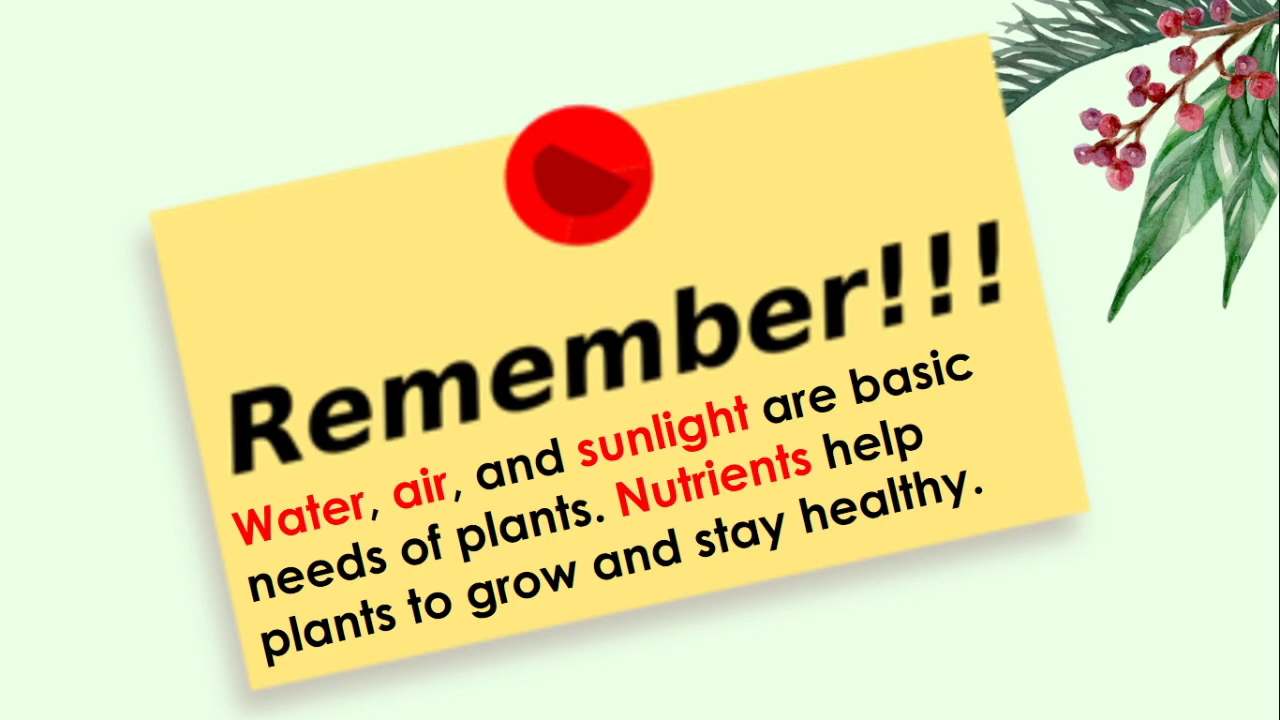 Remember!!!
Water, air, and sunlight are basic
needs of plants. Nutrients help
plants to grow and stay healthy.